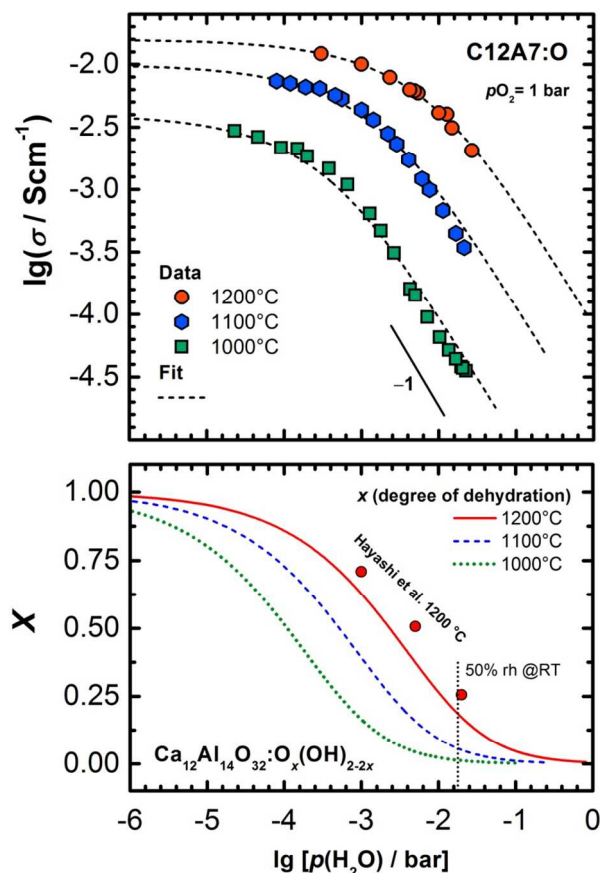 C12A7:O
pO₂= 1 bar
lg(σ / Scm⁻¹)
-2.0
-2.5
-3.0
-3.5
-4.0
-4.5
Data
1200°C
1100°C
1000°C
Fit
–1
x (degree of dehydration)
1200°C
1100°C
1000°C
Hayashi et al. 1200 °C
50% rh @RT
X
1.00
0.75
0.50
0.25
0.00
Ca₁₂Al₁₄O₃₂:Oₓ(OH)₂₋₂ₓ
-6 -5 -4 -3 -2 -1 0
lg [p(H₂O) / bar]